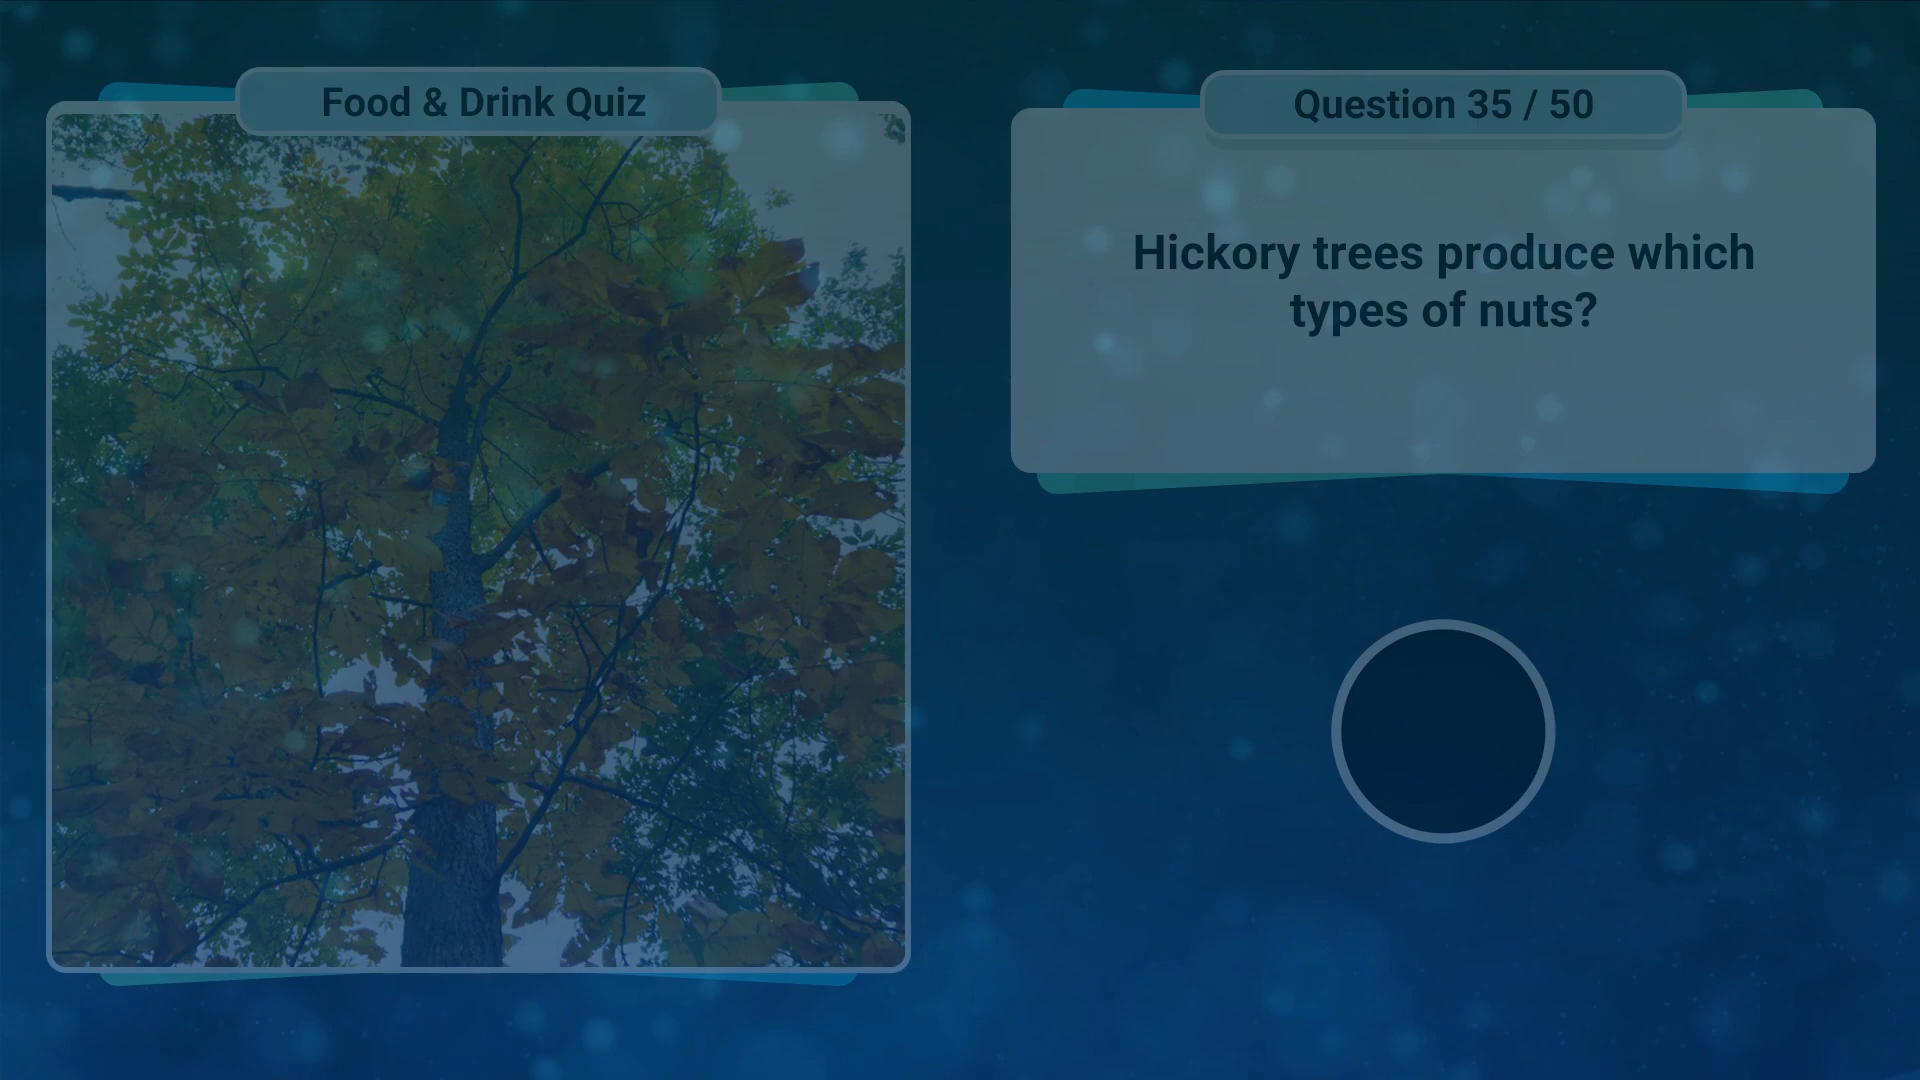 Food & Drink Quiz
Question 35 / 50
Hickory trees produce which
types of nuts?